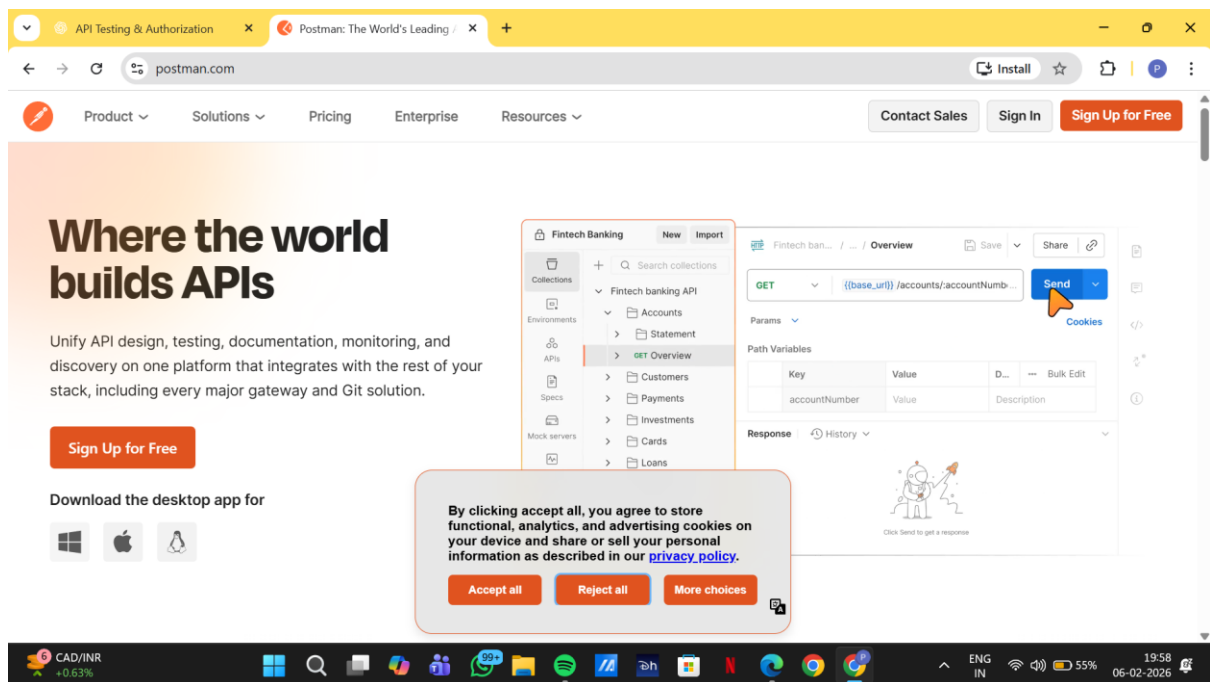 API Testing & Authorization
Postman: The World's Leading
postman.com
Install
P
Product
Solutions
Pricing
Enterprise
Resources
Contact Sales
Sign In
Sign Up for Free
Where the world
builds APIs
Unify API design, testing, documentation, monitoring, and
discovery on one platform that integrates with the rest of your
stack, including every major gateway and Git solution.
Sign Up for Free
Download the desktop app for
Fintech Banking
New
Import
Collections
Environments
APIs
Specs
Mock servers
Search collections
Fintech banking API
Accounts
Statement
GET Overview
Customers
Payments
Investments
Cards
Loans
HTTP Fintech ban... / ... / Overview
Save
Share
GET
{{base_url}} /accounts/:accountNumb...
Send
Params
Cookies
Path Variables
Key Value D... ••• Bulk Edit
accountNumber Value Description
Response History
Click Send to get a response
By clicking accept all, you agree to store
functional, analytics, and advertising cookies on
your device and share or sell your personal
information as described in our privacy policy.
Accept all
Reject all
More choices
6
CAD/INR
+0.63%
99+
P
ENG
IN
55%
19:58
06-02-2026